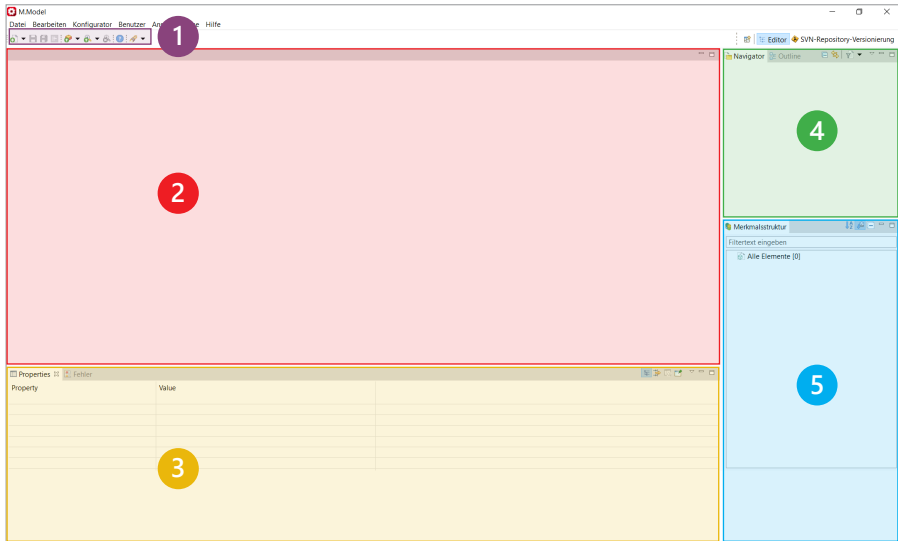 M.Model
Datei Bearbeiten Konfigurator Benutzer Hilfe
1
Editor SVN-Repository-Versionierung
Navigator Outline
2
4
Merkmalsstruktur
Filtertext eingeben
Alle Elemente [0]
5
Properties Fehler
Property Value
3